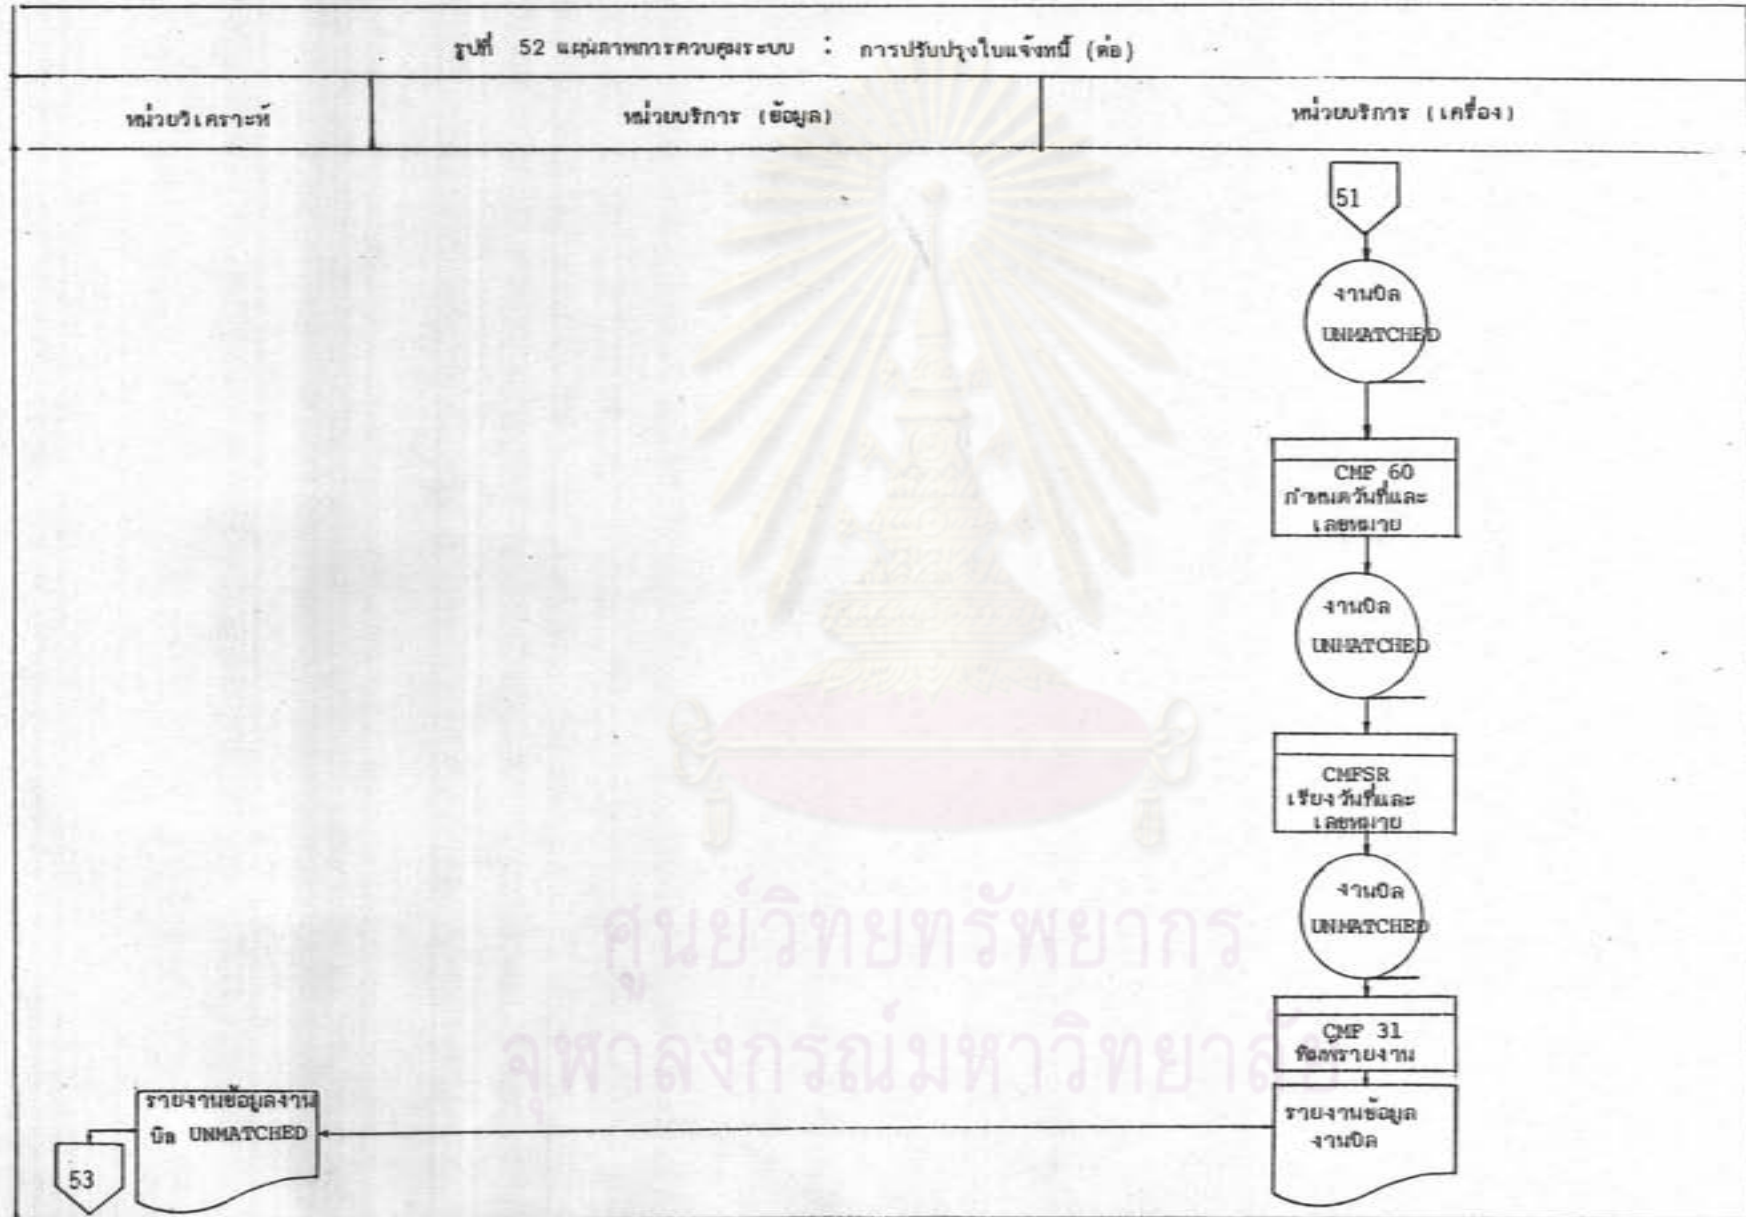 รูปที่ 52 แผนภาพการควบคุมระบบ : การปรับปรุงใบแจ้งหนี้ (ต่อ)
หน่วยวิเคราะห์
หน่วยบริการ (ข้อมูล)
หน่วยบริการ (เครื่อง)
51
งานบิล
UNMATCHED
CMF 60
กำหนดวันที่และ
เลขหมาย
งานบิล
UNMATCHED
CMFSR
เรียงวันที่และ
เลขหมาย
งานบิล
UNMATCHED
CMF 31
พิมพ์รายงาน
รายงานข้อมูล
งานบิล
รายงานข้อมูลงาน
บิล UNMATCHED
53
ศูนย์วิทยทรัพยากร
จุฬาลงกรณ์มหาวิทยาลัย